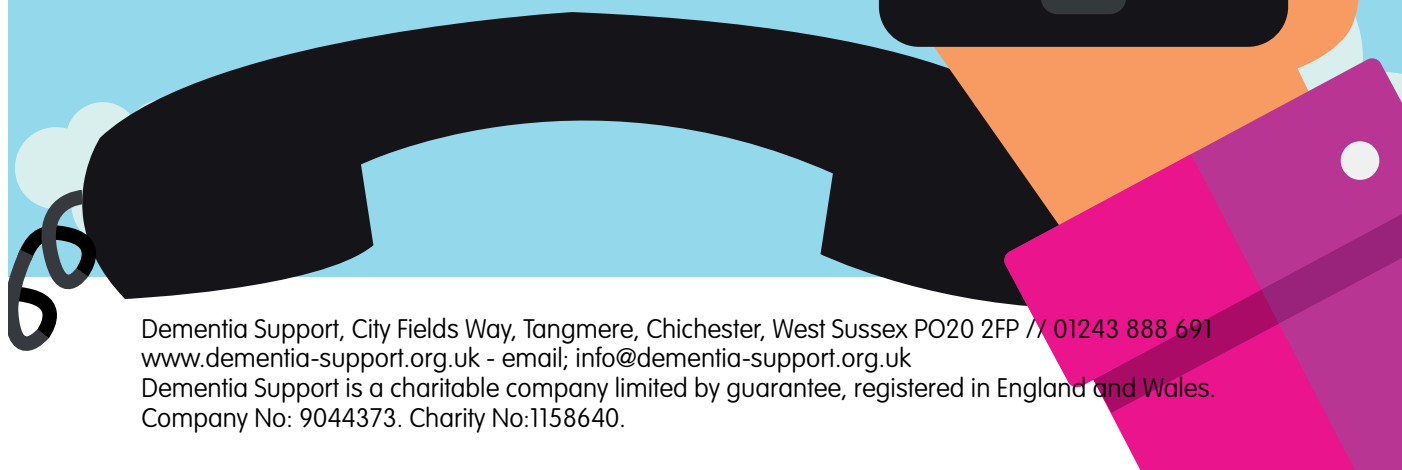 Dementia Support, City Fields Way, Tangmere, Chichester, West Sussex PO20 2FP // 01243 888 691
www.dementia-support.org.uk - email; info@dementia-support.org.uk
Dementia Support is a charitable company limited by guarantee, registered in England and Wales.
Company No: 9044373. Charity No:1158640.